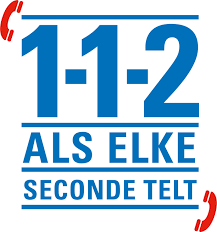 1-1-2
ALS ELKE
SECONDE TELT